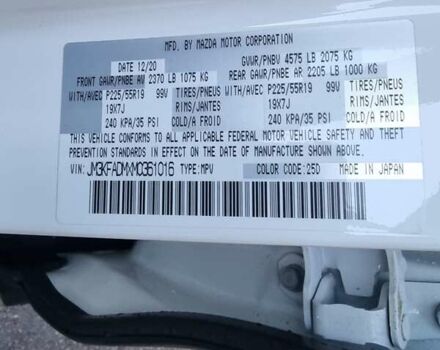 MFD. BY MAZDA MOTOR CORPORATION
DATE 12/20 GVWR/PNBV 4575 LB 2075 KG
FRONT GAWR/PNBE AV 2370 LB 1075 KG REAR GAWR/PNBE AR 2205 LB 1000 KG
WITH/AVEC P225/55R19 99V TIRES/PNEUS WITH/AVEC P225/55R19 99V TIRES/PNEUS
19X7J RIMS/JANTES 19X7J RIMS/JANTES
240 KPA/35 PSI 240 KPA/35 PSI
THIS VEHICLE CONFORMS TO ALL APPLICABLE FEDERAL MOTOR VEHICLE SAFETY AND
THEFT PREVENTION STANDARDS IN EFFECT ON THE DATE OF MANUFACTURE SHOWN ABOVE.
VIN: JM3KFADMXM0361016 TYPE:MPV COLOR CODE:25D MADE IN JAPAN